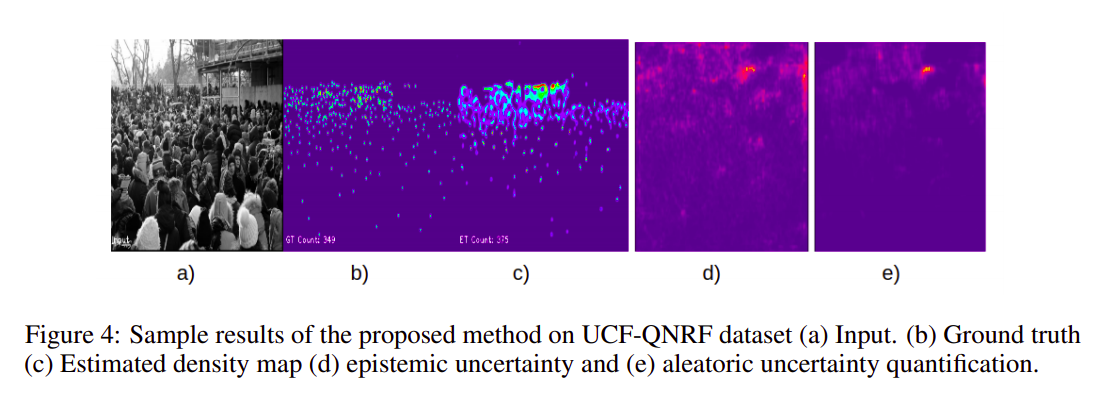 Input
GT Count: 349
ET Count: 375
a)
b)
c)
d)
e)
Figure 4: Sample results of the proposed method on UCF-QNRF dataset (a) Input. (b) Ground truth
(c) Estimated density map (d) epistemic uncertainty and (e) aleatoric uncertainty quantification.